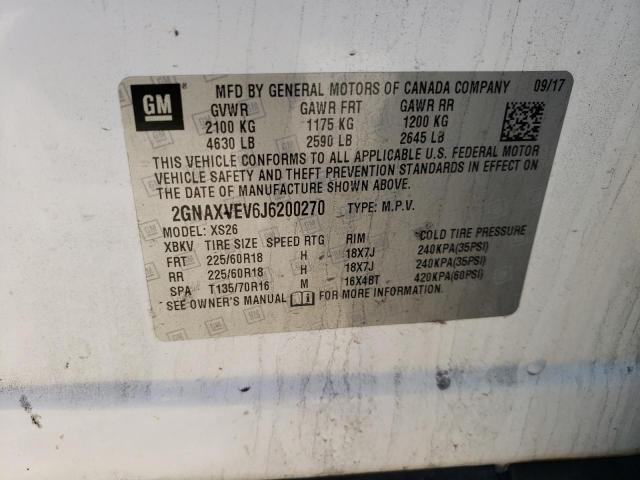 GM
MFD BY GENERAL MOTORS OF CANADA COMPANY 09/17
GVWR GAWR FRT GAWR RR
2100 KG 1175 KG 1200 KG
4630 LB 2590 LB 2645 LB
THIS VEHICLE CONFORMS TO ALL APPLICABLE U.S. FEDERAL MOTOR
VEHICLE SAFETY AND THEFT PREVENTION STANDARDS IN EFFECT ON
THE DATE OF MANUFACTURE SHOWN ABOVE.
2GNAXVEV6J6200270 TYPE: M.P.V.
MODEL: XS26
XBKV TIRE SIZE SPEED RTG RIM COLD TIRE PRESSURE
FRT 225/60R18 H 18X7J 240KPA(35PSI)
RR 225/60R18 H 18X7J 240KPA(35PSI)
SPA T135/70R16 M 16X4BT 420KPA(60PSI)
SEE OWNER'S MANUAL FOR MORE INFORMATION.